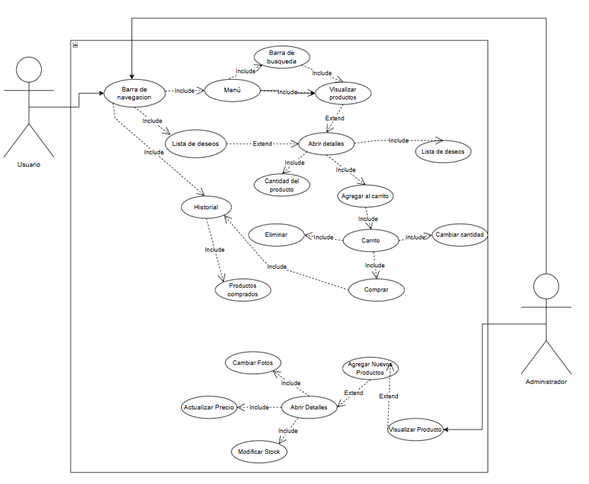 Barra de
busqueda
Include
Include
Barra de
navegacion
Include
Menú
Include
Visualizar
productos
Usuario
Include
Extend
Lista de deseos
Extend
Abrir detalles
Include
Lista de deseos
Include
Include
Cantidad del
producto
Include
Agregar al carrito
Historial
Include
Eliminar
Include
Carrito
Include
Cambiar cantidad
Include
Include
Include
Productos
comprados
Comprar
Cambiar Fotos
Agregar Nuevos
Productos
Administrador
Include
Extend
Extend
Actualizar Precio
Include
Abrir Detalles
Include
Visualizar Producto
Modificar Stock